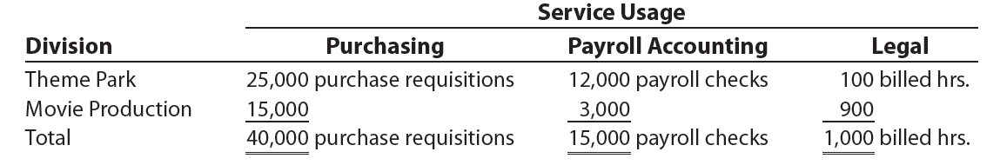 Service Usage
Division Purchasing Payroll Accounting Legal
Theme Park 25,000 purchase requisitions 12,000 payroll checks 100 billed hrs.
Movie Production 15,000 3,000 900
Total 40,000 purchase requisitions 15,000 payroll checks 1,000 billed hrs.